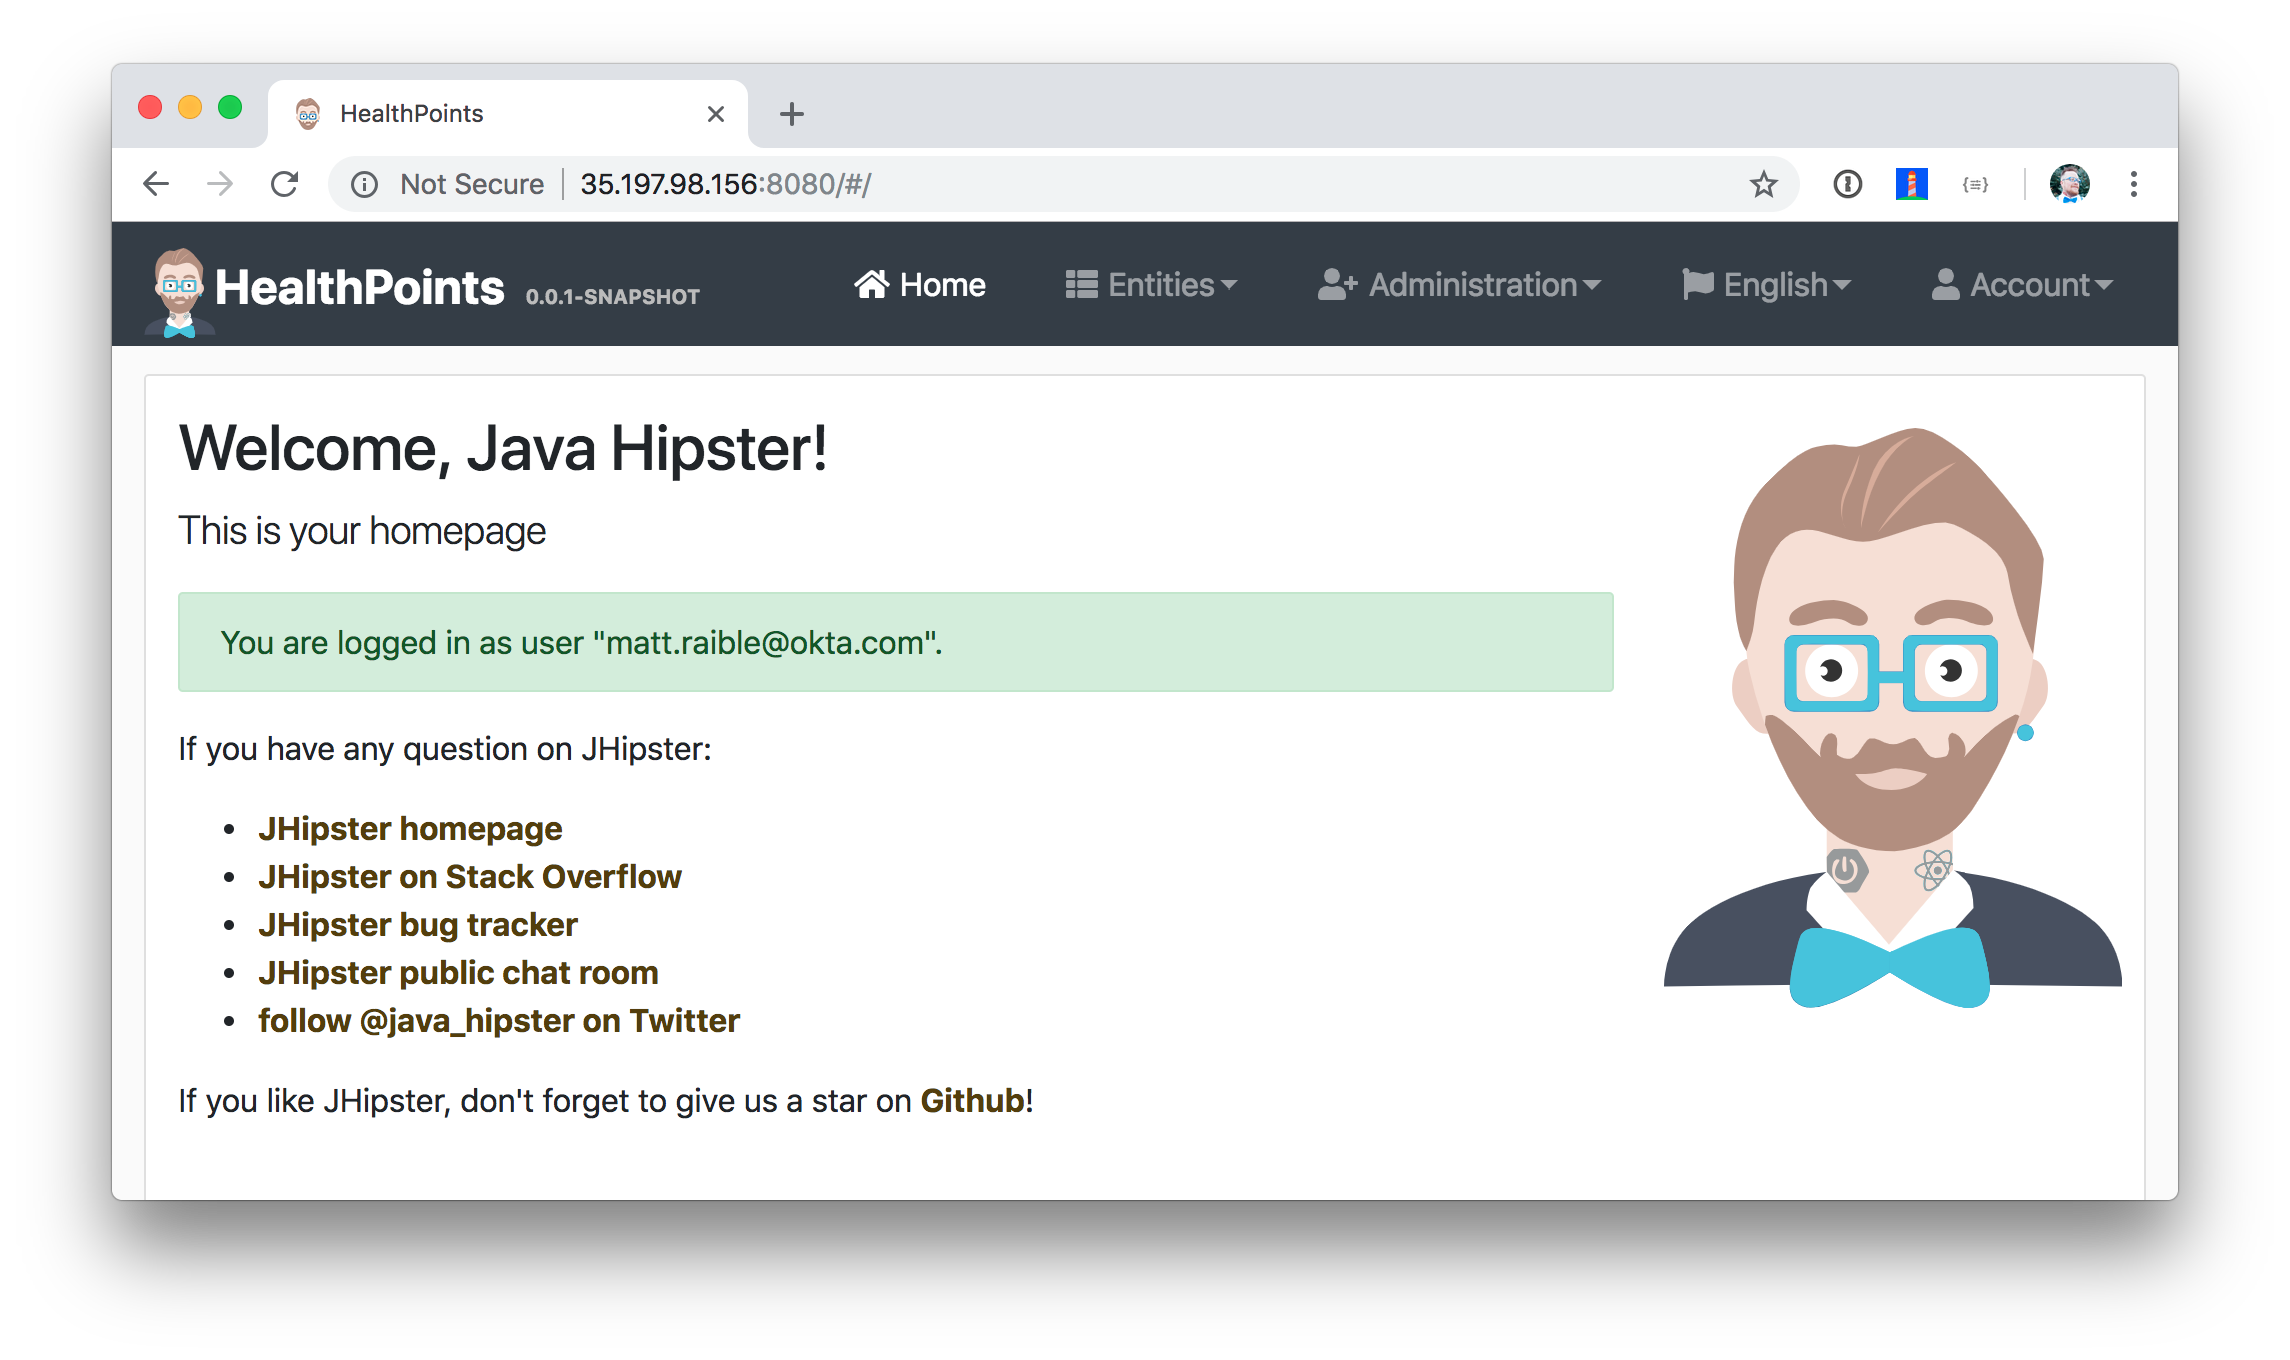 HealthPoints
Not Secure 35.197.98.156:8080/#/
HealthPoints 0.0.1-SNAPSHOT Home Entities Administration English Account
Welcome, Java Hipster!
This is your homepage
You are logged in as user "matt.raible@okta.com".
If you have any question on JHipster:
• JHipster homepage
• JHipster on Stack Overflow
• JHipster bug tracker
• JHipster public chat room
• follow @java_hipster on Twitter
If you like JHipster, don't forget to give us a star on Github!